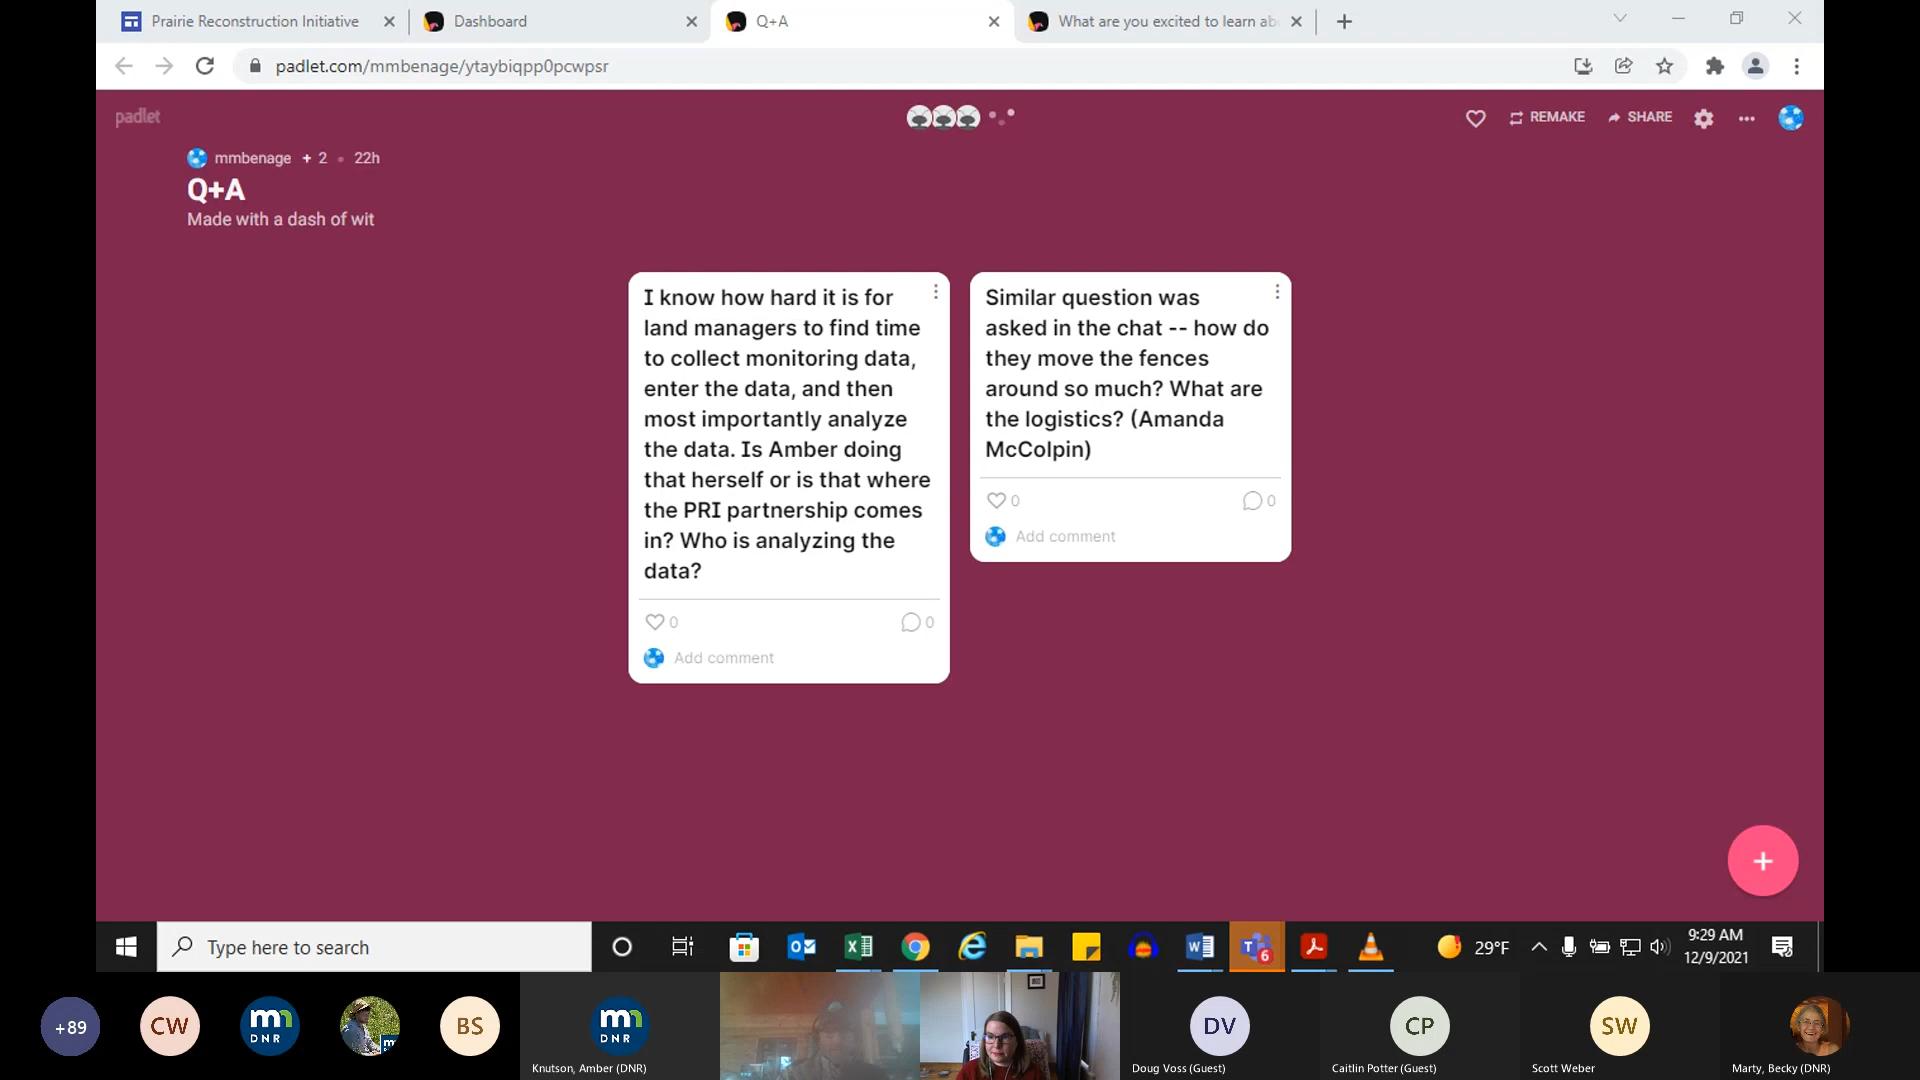 Prairie Reconstruction Initiative
Dashboard
Q+A
What are you excited to learn ab
padlet.com/mmbenage/ytaybiqpp0pcwpsr
padlet
REMAKE
SHARE
mmbenage + 2 • 22h
Q+A
Made with a dash of wit
I know how hard it is for
land managers to find time
to collect monitoring data,
enter the data, and then
most importantly analyze
the data. Is Amber doing
that herself or is that where
the PRI partnership comes
in? Who is analyzing the
data?
0
0
Add comment
Similar question was
asked in the chat -- how do
they move the fences
around so much? What are
the logistics? (Amanda
McColpin)
0
0
Add comment
Type here to search
6
29°F
9:29 AM
12/9/2021
+89
CW
mn
DNR
BS
mn
DNR
Knutson, Amber (DNR)
DV
Doug Voss (Guest)
CP
Caitlin Potter (Guest)
SW
Scott Weber
Marty, Becky (DNR)